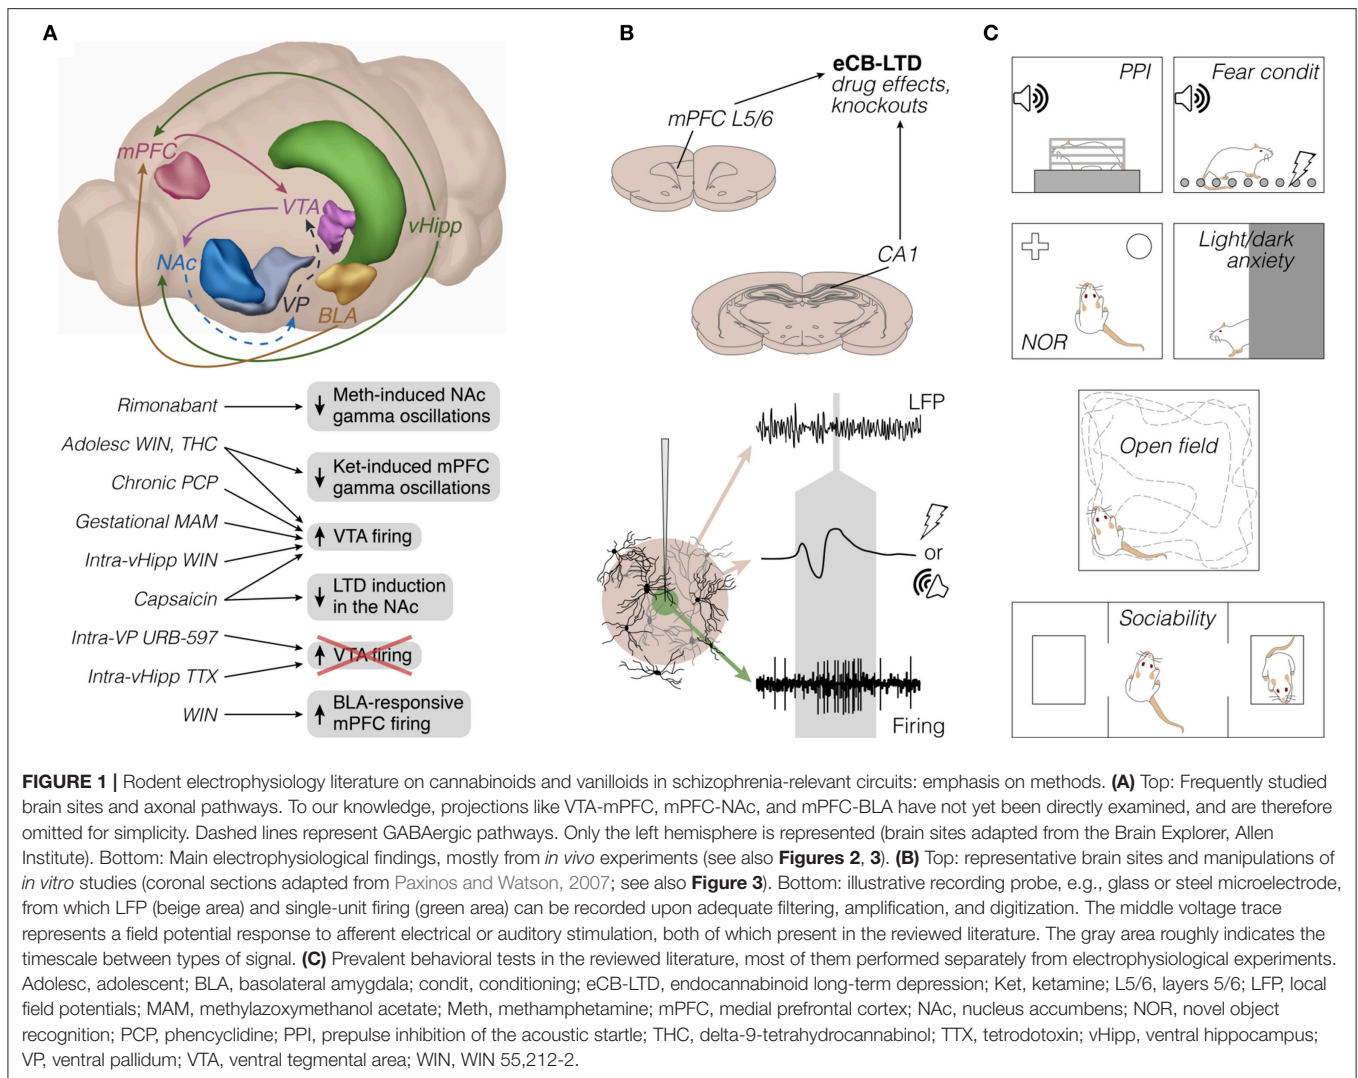 A
mPFC
VTA
vHipp
NAc
VP
BLA
Rimonabant
Adolesc WIN, THC
Chronic PCP
Gestational MAM
Intra-vHipp WIN
Capsaicin
Intra-VP URB-597
Intra-vHipp TTX
WIN
Meth-induced NAc
gamma oscillations
Ket-induced mPFC
gamma oscillations
VTA firing
LTD induction
in the NAc
VTA firing
BLA-responsive
mPFC firing
B
eCB-LTD
drug effects,
knockouts
mPFC L5/6
CA1
LFP
or
Firing
C
PPI
Fear condit
NOR
Light/dark
anxiety
Open field
Sociability
FIGURE 1 | Rodent electrophysiology literature on cannabinoids and vanilloids in schizophrenia-relevant circuits: emphasis on methods. (A) Top: Frequently studied
brain sites and axonal pathways. To our knowledge, projections like VTA-mPFC, mPFC-NAc, and mPFC-BLA have not yet been directly examined, and are therefore
omitted for simplicity. Dashed lines represent GABAergic pathways. Only the left hemisphere is represented (brain sites adapted from the Brain Explorer, Allen
Institute). Bottom: Main electrophysiological findings, mostly from in vivo experiments (see also Figures 2, 3). (B) Top: representative brain sites and manipulations of
in vitro studies (coronal sections adapted from Paxinos and Watson, 2007; see also Figure 3). Bottom: illustrative recording probe, e.g., glass or steel microelectrode,
from which LFP (beige area) and single-unit firing (green area) can be recorded upon adequate filtering, amplification, and digitization. The middle voltage trace
represents a field potential response to afferent electrical or auditory stimulation, both of which present in the reviewed literature. The gray area roughly indicates the
timescale between types of signal. (C) Prevalent behavioral tests in the reviewed literature, most of them performed separately from electrophysiological experiments.
Adolesc, adolescent; BLA, basolateral amygdala; condit, conditioning; eCB-LTD, endocannabinoid long-term depression; Ket, ketamine; L5/6, layers 5/6; LFP, local
field potentials; MAM, methylazoxymethanol acetate; Meth, methamphetamine; mPFC, medial prefrontal cortex; NAc, nucleus accumbens; NOR, novel object
recognition; PCP, phencyclidine; PPI, prepulse inhibition of the acoustic startle; THC, delta-9-tetrahydrocannabinol; TTX, tetrodotoxin; vHipp, ventral hippocampus;
VP, ventral pallidum; VTA, ventral tegmental area; WIN, WIN 55,212-2.